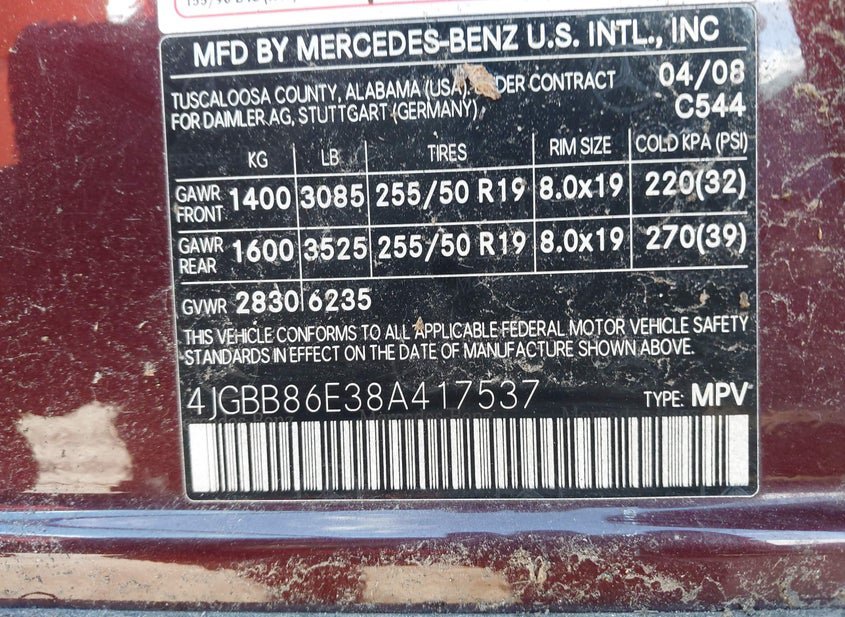 MFD BY MERCEDES-BENZ U.S. INTL., INC
TUSCALOOSA COUNTY, ALABAMA (USA). UNDER CONTRACT 04/08
FOR DAIMLER AG, STUTTGART (GERMANY) C544
KG LB TIRES RIM SIZE COLD KPA (PSI)
GAWR FRONT 1400 3085 255/50 R19 8.0x19 220(32)
GAWR REAR 1600 3525 255/50 R19 8.0x19 270(39)
GVWR 2830 6235
THIS VEHICLE CONFORMS TO ALL APPLICABLE FEDERAL MOTOR VEHICLE SAFETY
STANDARDS IN EFFECT ON THE DATE OF MANUFACTURE SHOWN ABOVE.
4JGBB86E38A417537 TYPE: MPV